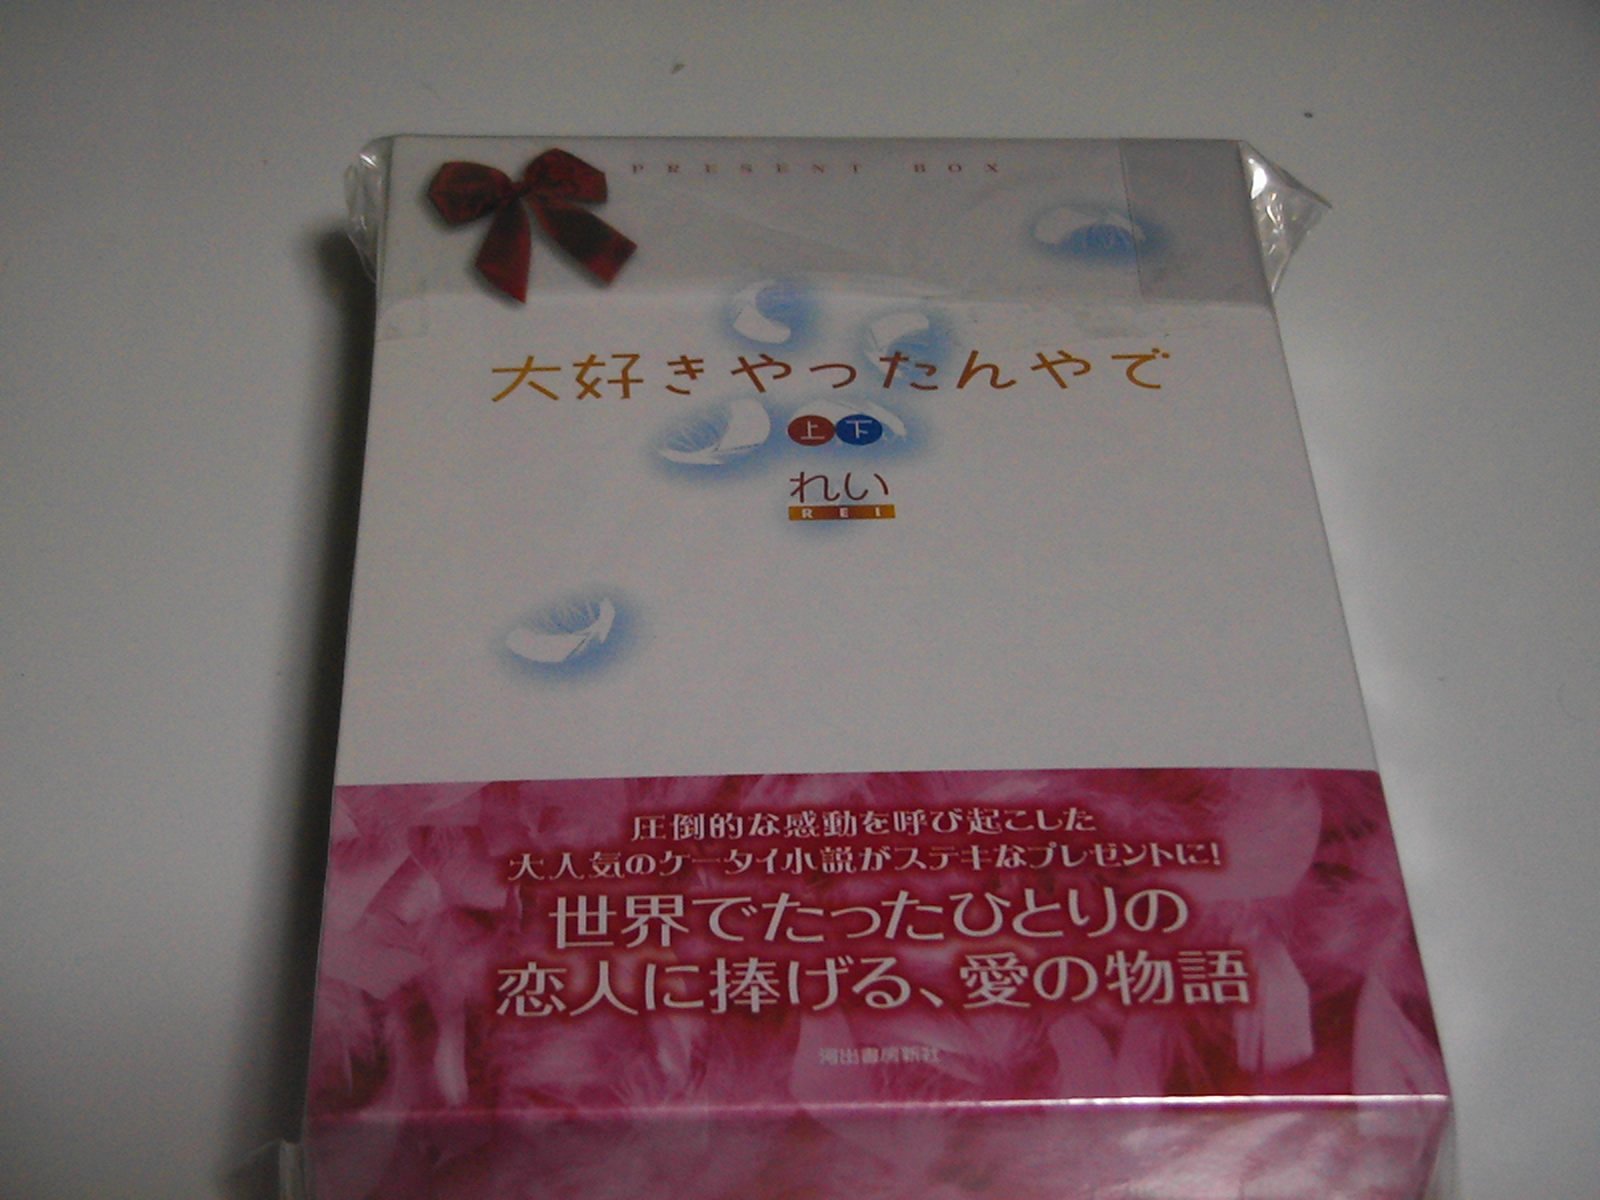 PRESENT BOX
大好きやったんやで
上 下
れい
REI
圧倒的な感動を呼び起こした
大人気のケータイ小説がステキなプレゼントに!
世界でたったひとりの
恋人に捧げる、愛の物語
河出書房新社